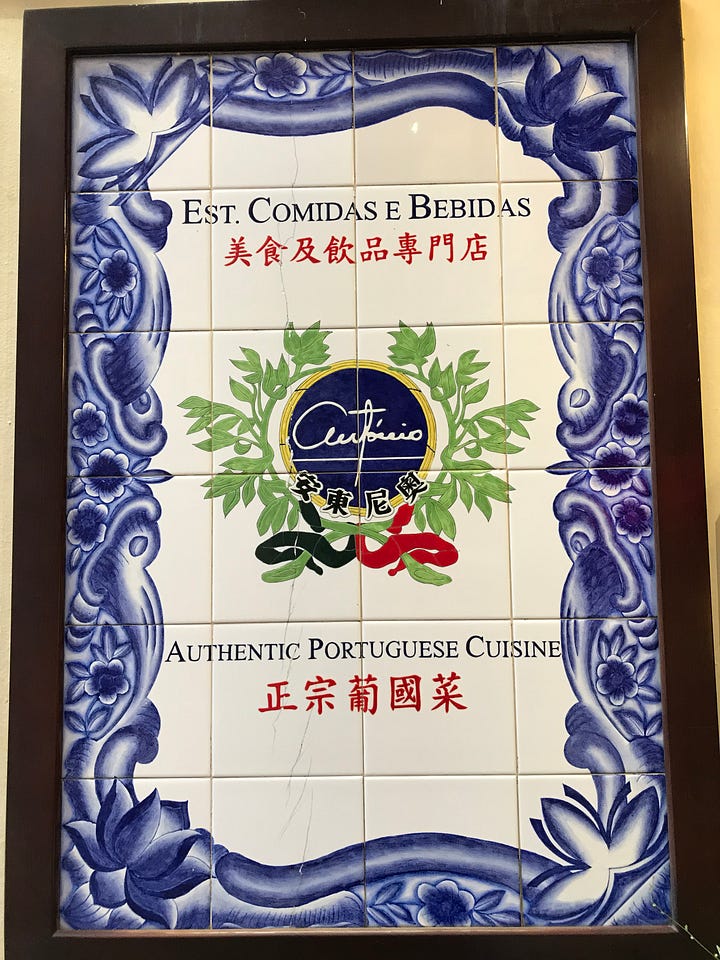 EST. COMIDAS E BEBIDAS
美食及飲品專門店
António
安東尼奧
AUTHENTIC PORTUGUESE CUISINE
正宗葡國菜